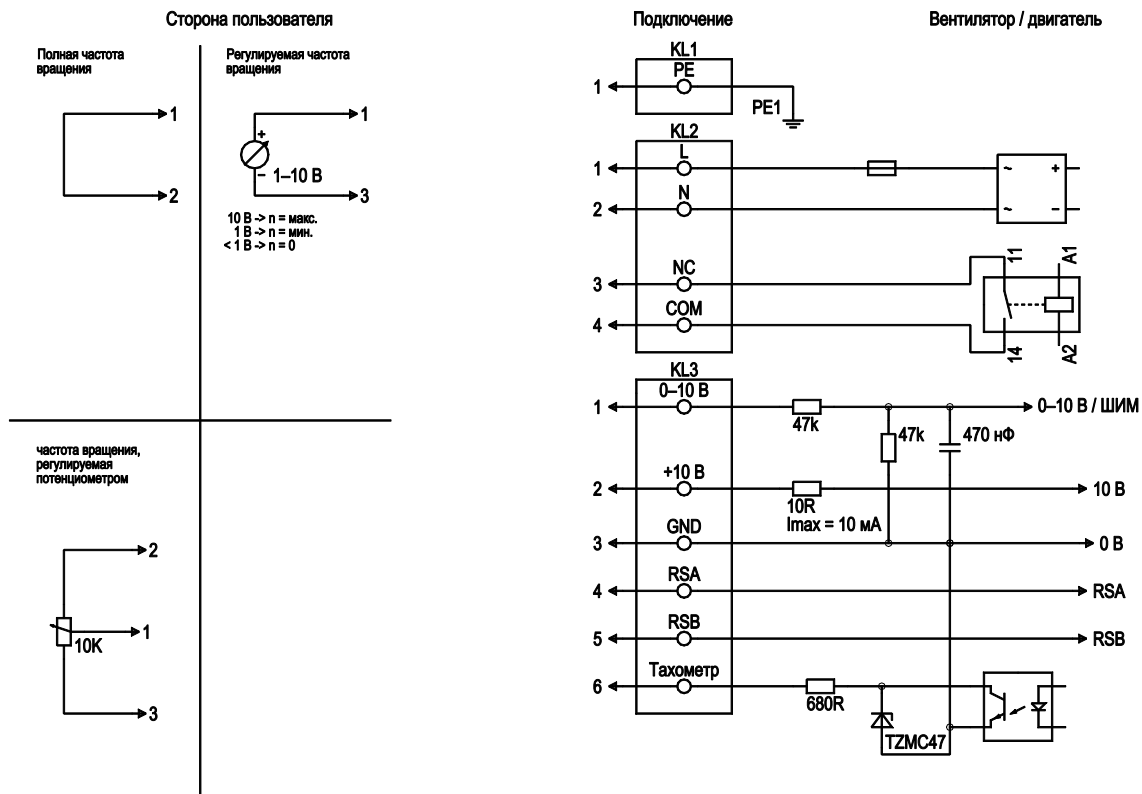 Сторона пользователя
Полная частота
вращения
1
2
Регулируемая частота
вращения
1
+
–
1–10 В
3
10 В -> n = макс.
1 В -> n = мин.
< 1 В -> n = 0
частота вращения,
регулируемая
потенциометром
2
1
10K
3
Подключение
Вентилятор / двигатель
KL1
PE
1
PE1
KL2
L
1
~
+
N
2
~
–
11
A1
NC
3
COM
4
14
A2
KL3
0–10 В
1
47k
47k
470 нФ
0–10 В / ШИМ
+10 В
2
10R
Imax = 10 мА
10 В
GND
3
0 В
RSA
4
RSA
RSB
5
RSB
Тахометр
6
680R
TZMC47